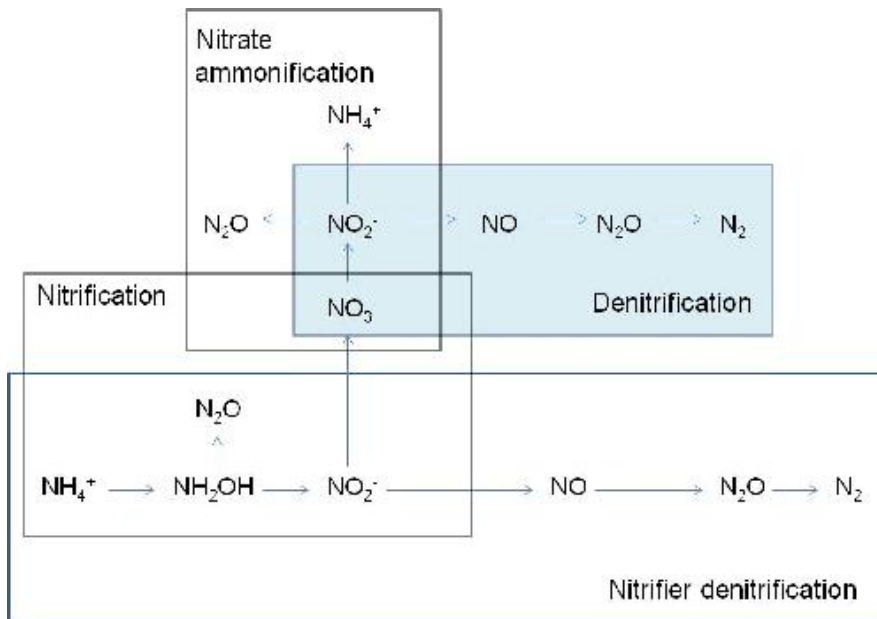 Nitrate
ammonification
NH₄⁺
N₂O < NO₂⁻ > NO > N₂O > N₂
Nitrification
NO₃
Denitrification
N₂O
NH₄⁺ → NH₂OH → NO₂⁻ → NO → N₂O → N₂
Nitrifier denitrification